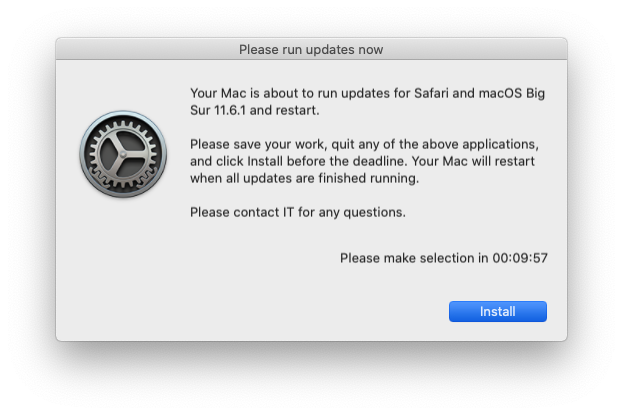 Please run updates now
Your Mac is about to run updates for Safari and macOS Big
Sur 11.6.1 and restart.
Please save your work, quit any of the above applications,
and click Install before the deadline. Your Mac will restart
when all updates are finished running.
Please contact IT for any questions.
Please make selection in 00:09:57
Install